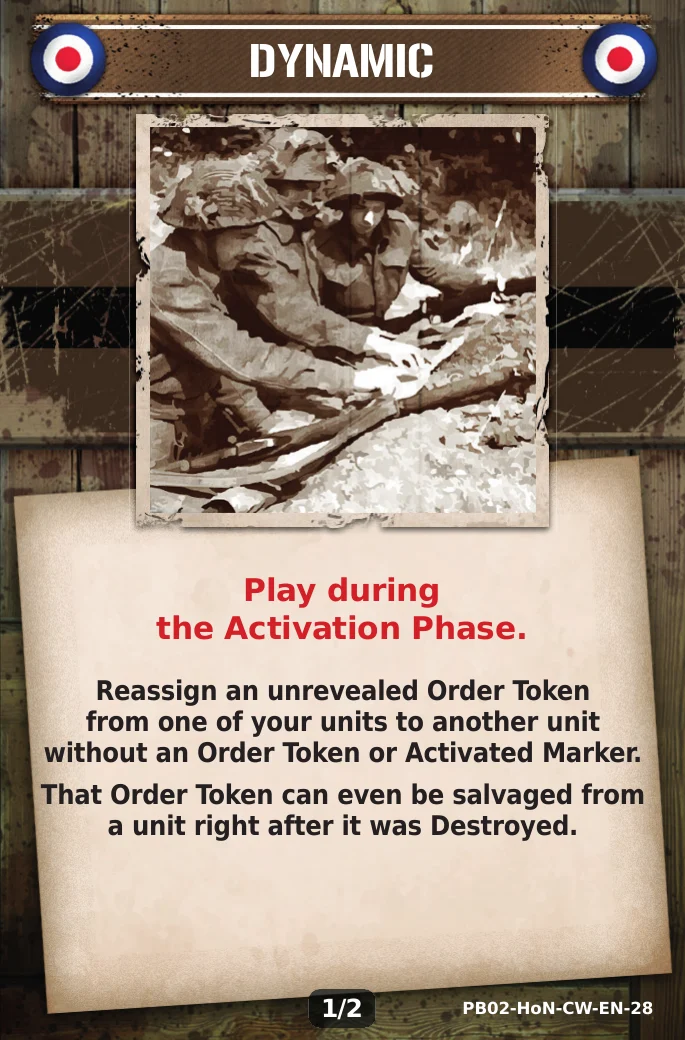 DYNAMIC
Play during
the Activation Phase.
Reassign an unrevealed Order Token
from one of your units to another unit
without an Order Token or Activated Marker.
That Order Token can even be salvaged from
a unit right after it was Destroyed.
1/2
PB02-HoN-CW-EN-28